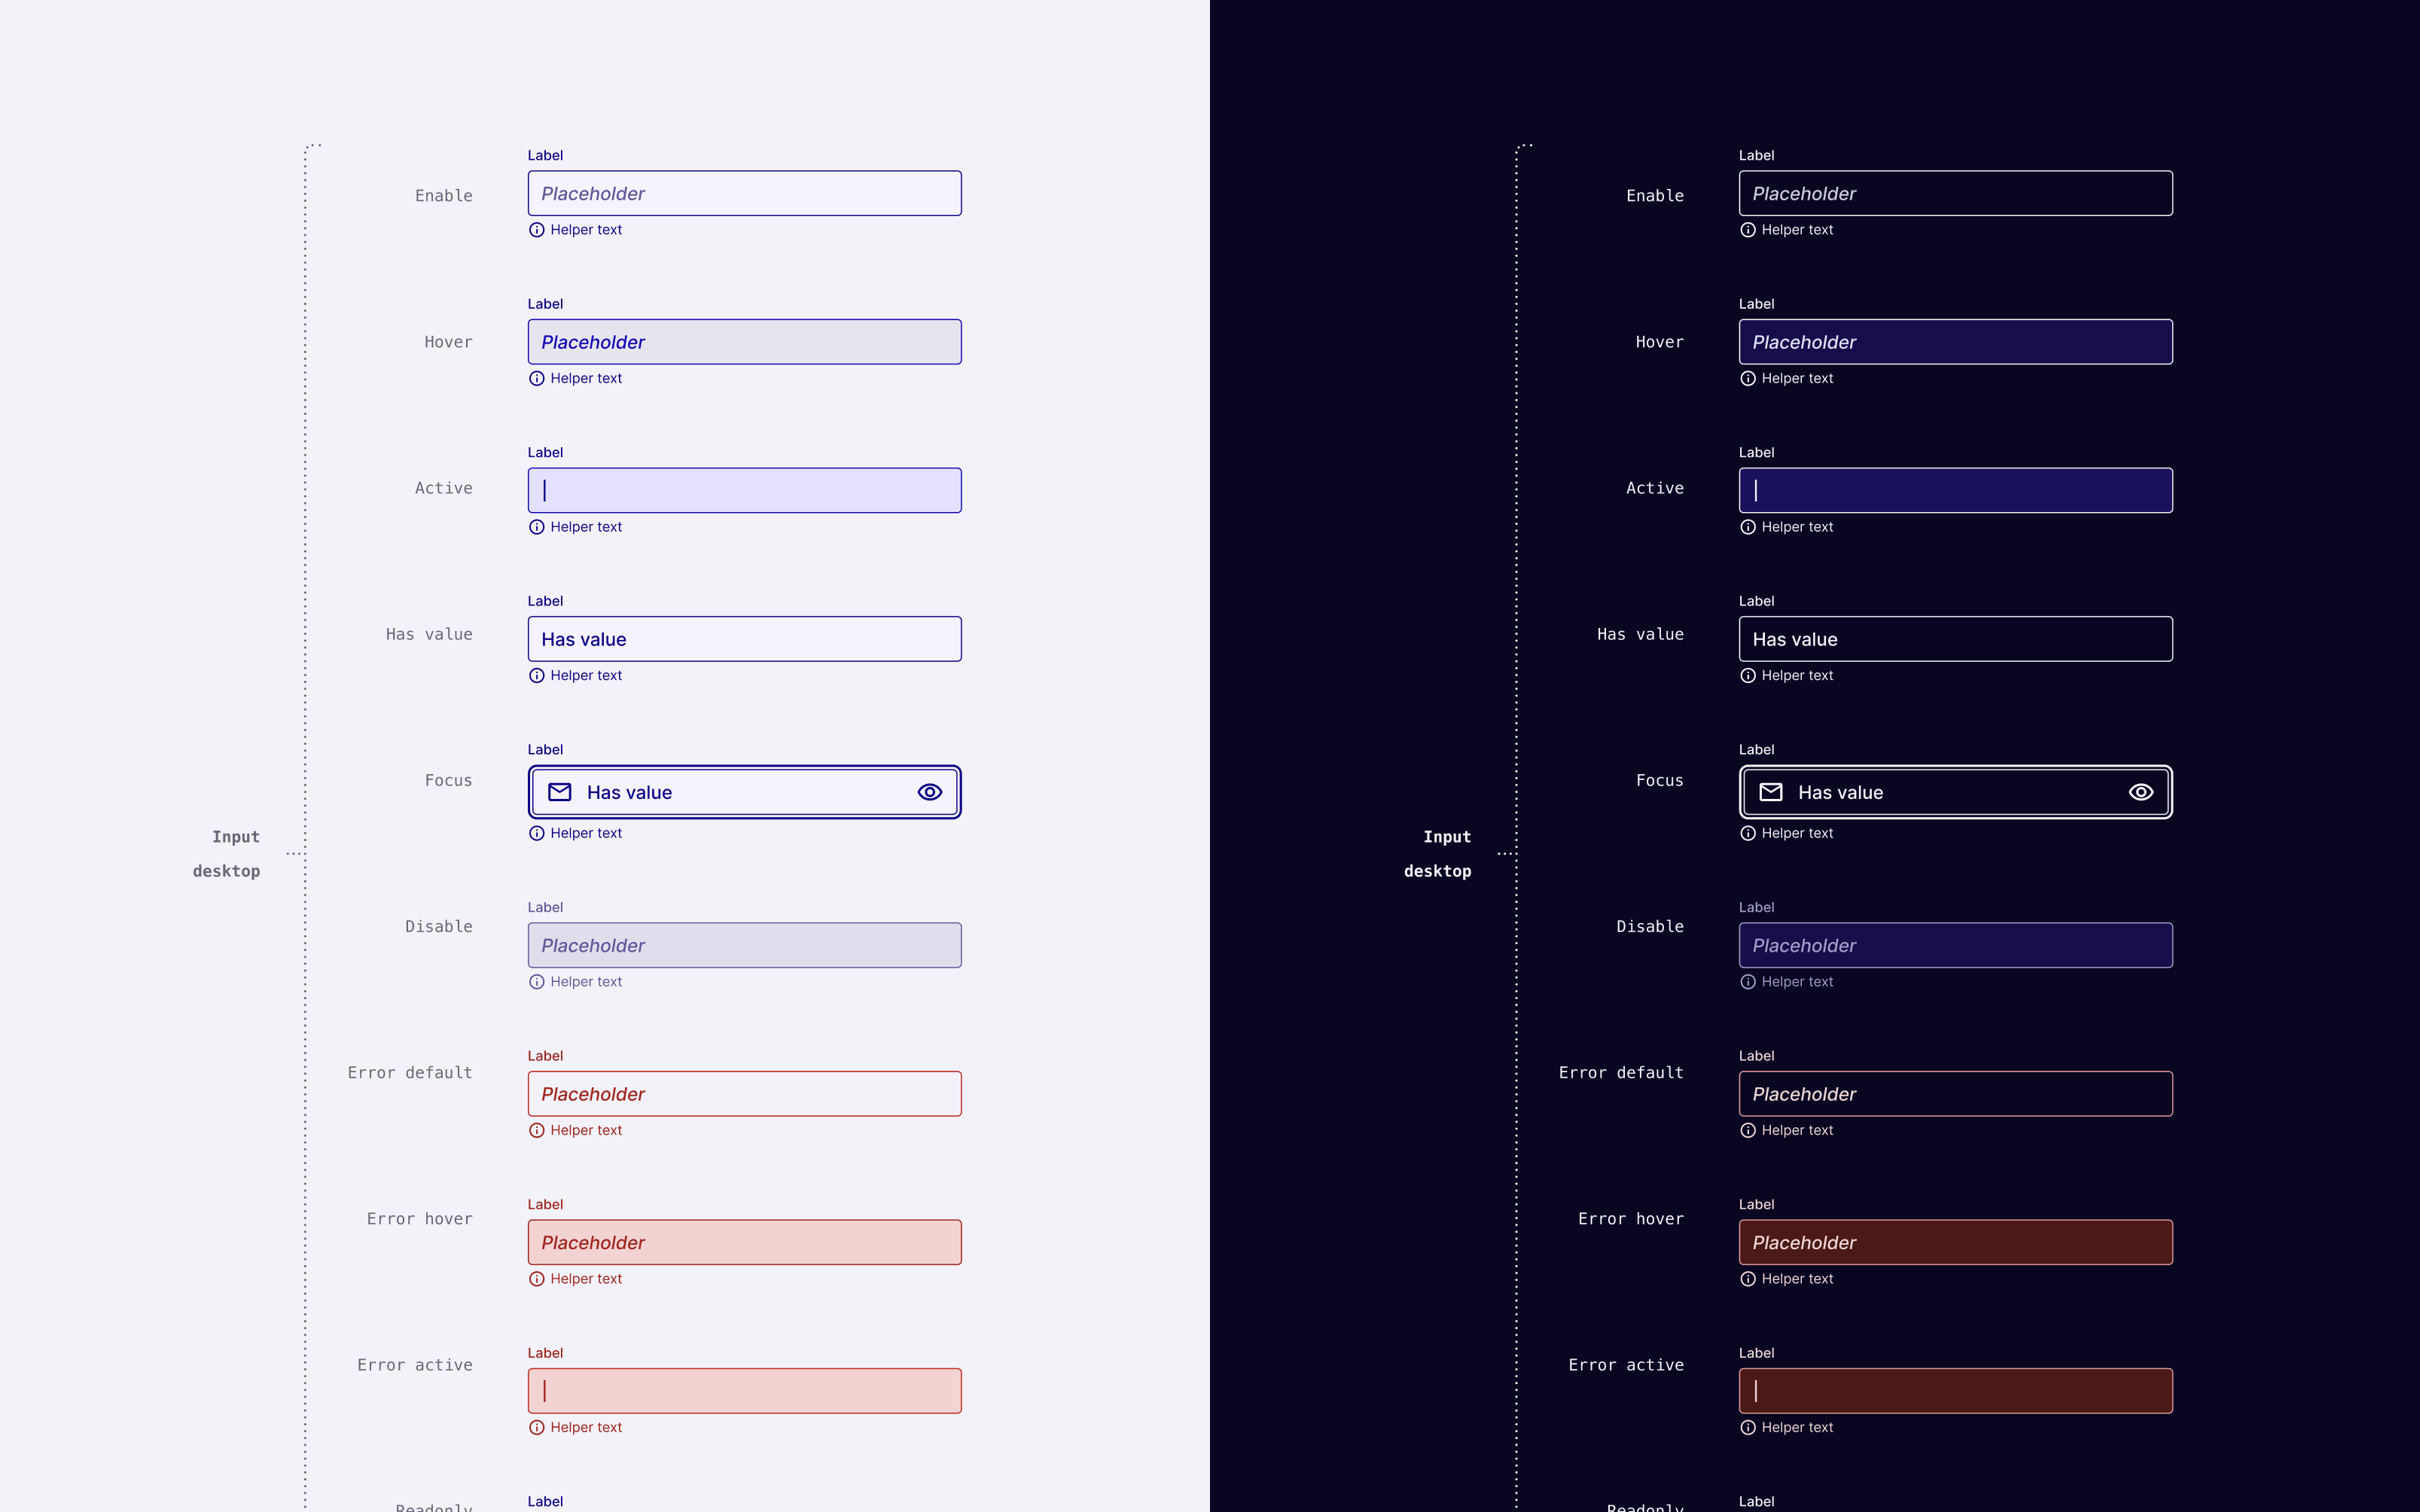 Label
Enable
Placeholder
Helper text
Label
Hover
Placeholder
Helper text
Label
Active
Helper text
Label
Has value
Has value
Helper text
Label
Focus
Has value
Helper text
Input
desktop
Label
Disable
Placeholder
Helper text
Label
Error default
Placeholder
Helper text
Label
Error hover
Placeholder
Helper text
Label
Error active
Helper text
Label
Readonly
Label
Enable
Placeholder
Helper text
Label
Hover
Placeholder
Helper text
Label
Active
Helper text
Label
Has value
Has value
Helper text
Label
Focus
Has value
Helper text
Input
desktop
Label
Disable
Placeholder
Helper text
Label
Error default
Placeholder
Helper text
Label
Error hover
Placeholder
Helper text
Label
Error active
Helper text
Label
Readonly